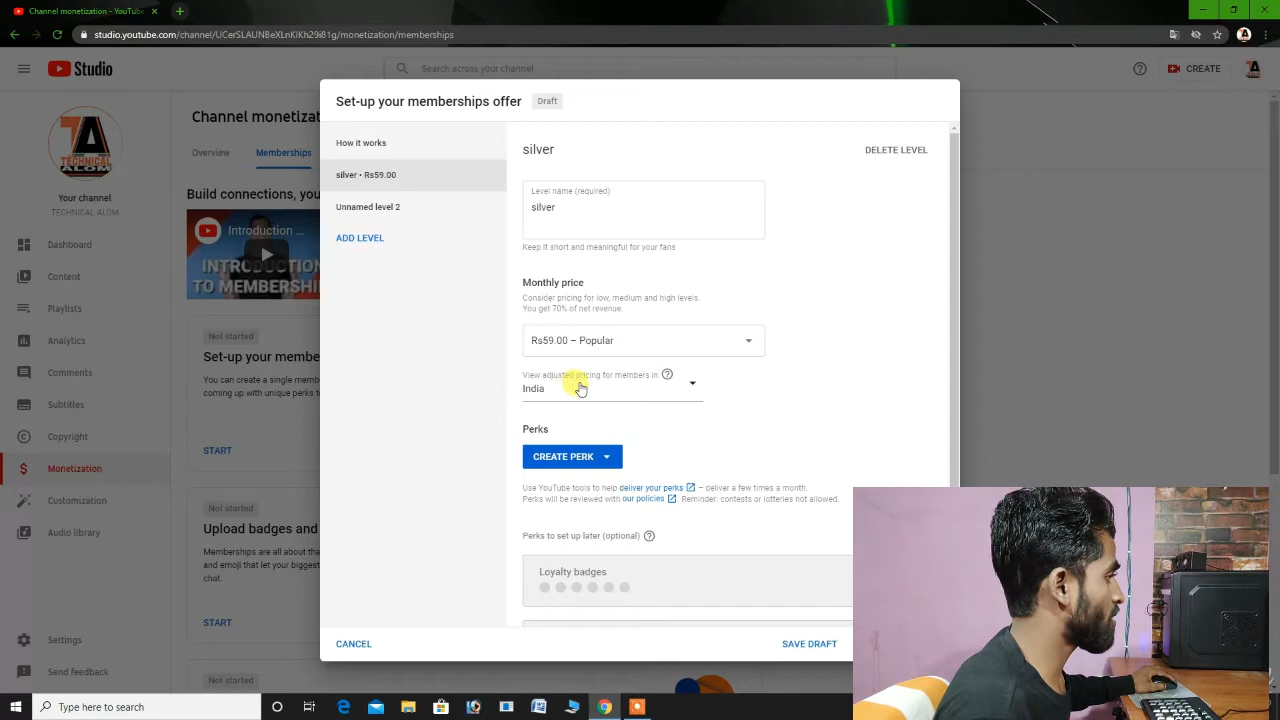 Channel monetization - YouTube
studio.youtube.com/channel/UCerSLAUNBeXLnKIKh29i81g/monetization/memberships
Studio
Search across your channel
CREATE
TECHNICAL
ALOM
Your channel
TECHNICAL ALOM
Dashboard
Content
Playlists
Analytics
Comments
Subtitles
Copyright
Monetization
Customization
Audio library
Settings
Send feedback
Channel monetization
Overview
Memberships
Build connections, your
Introduction ...
INTRODUCTION
TO MEMBERSHIP
Not started
Set-up your membe
You can create a single memb
coming up with unique perks to
START
Not started
Upload badges and
Memberships are all about tha
and emoji that let your biggest
chat.
START
Not started
Set-up your memberships offer
Draft
How it works
silver • Rs59.00
Unnamed level 2
ADD LEVEL
silver
DELETE LEVEL
Level name (required)
silver
Keep it short and meaningful for your fans
Monthly price
Consider pricing for low, medium and high levels.
You get 70% of net revenue.
Rs59.00 – Popular
View adjusted pricing for members in
India
Perks
CREATE PERK
Use YouTube tools to help deliver your perks – deliver a few times a month.
Perks will be reviewed with our policies. Reminder: contests or lotteries not allowed.
Perks to set up later (optional)
Loyalty badges
CANCEL
SAVE DRAFT
Type here to search